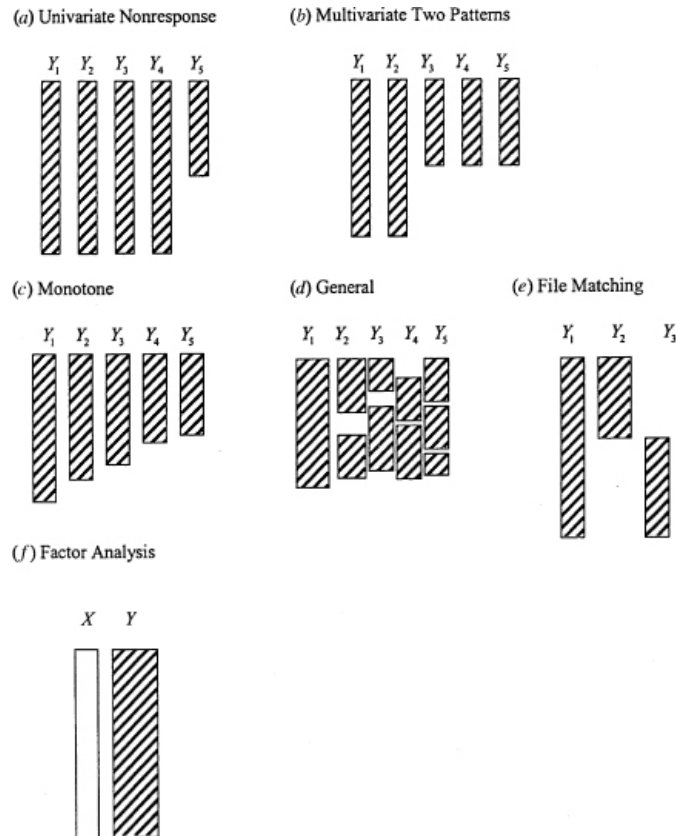 (a) Univariate Nonresponse
(b) Multivariate Two Patterns
Y₁ Y₂ Y₃ Y₄ Y₅
Y₁ Y₂ Y₃ Y₄ Y₅
(c) Monotone
(d) General
(e) File Matching
Y₁ Y₂ Y₃ Y₄ Y₅
Y₁ Y₂ Y₃ Y₄ Y₅
Y₁ Y₂ Y₃
(f) Factor Analysis
X Y